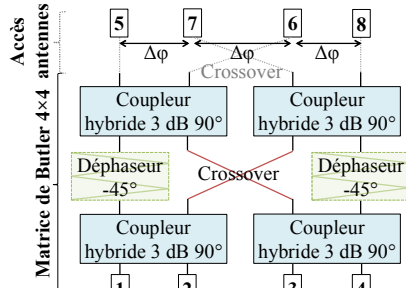 Accès
antennes
Matrice de Butler 4×4
5 7 6 8
Δφ Δφ Δφ
Crossover
Coupleur
hybride 3 dB 90°
Coupleur
hybride 3 dB 90°
Déphaseur
-45°
Crossover
Déphaseur
-45°
Coupleur
hybride 3 dB 90°
Coupleur
hybride 3 dB 90°
1 2 3 4